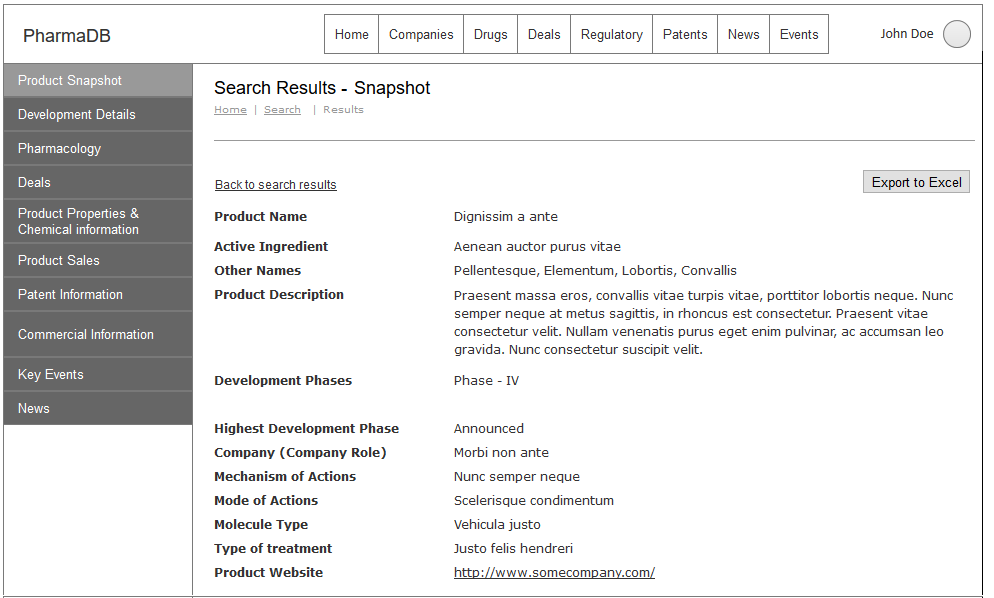 PharmaDB
Home Companies Drugs Deals Regulatory Patents News Events
John Doe
Product Snapshot
Development Details
Pharmacology
Deals
Product Properties &
Chemical information
Product Sales
Patent Information
Commercial Information
Key Events
News
Search Results - Snapshot
Home | Search | Results
Back to search results
Export to Excel
Product Name Dignissim a ante
Active Ingredient Aenean auctor purus vitae
Other Names Pellentesque, Elementum, Lobortis, Convallis
Product Description Praesent massa eros, convallis vitae turpis vitae, porttitor lobortis neque. Nunc
semper neque at metus sagittis, in rhoncus est consectetur. Praesent vitae
consectetur velit. Nullam venenatis purus eget enim pulvinar, ac accumsan leo
gravida. Nunc consectetur suscipit velit.
Development Phases Phase - IV
Highest Development Phase Announced
Company (Company Role) Morbi non ante
Mechanism of Actions Nunc semper neque
Mode of Actions Scelerisque condimentum
Molecule Type Vehicula justo
Type of treatment Justo felis hendreri
Product Website http://www.somecompany.com/